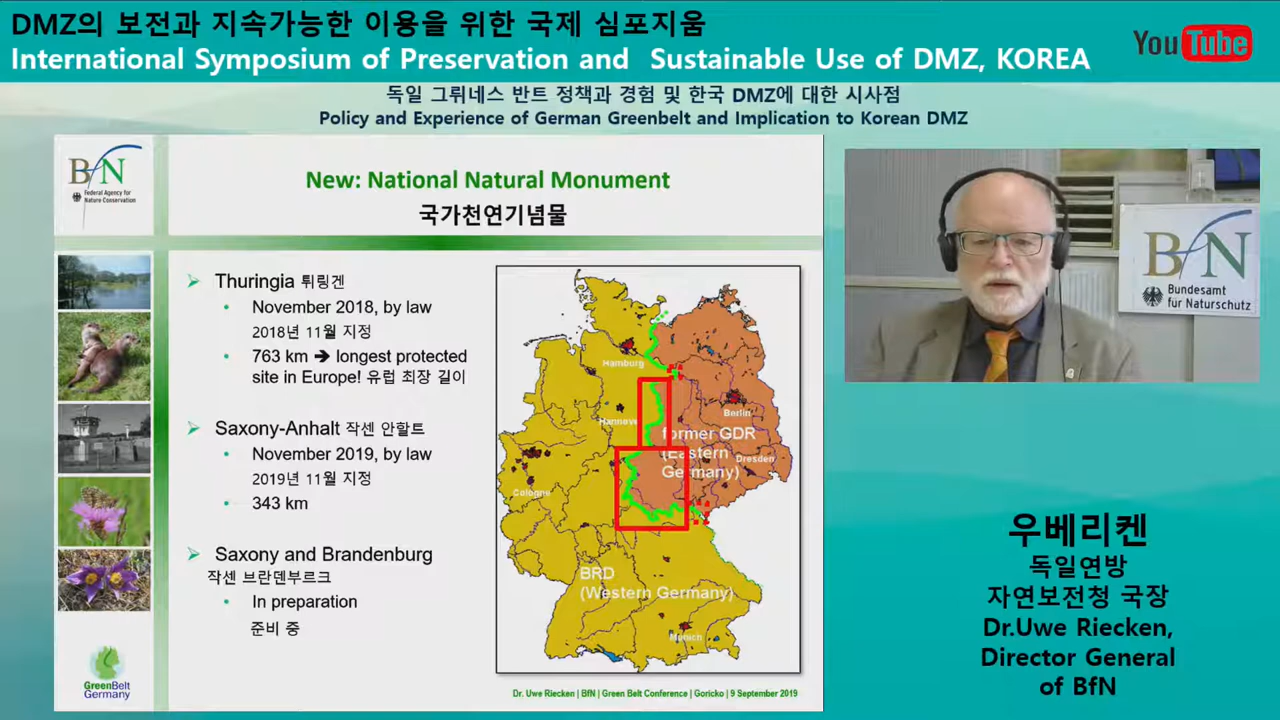 DMZ의 보전과 지속가능한 이용을 위한 국제 심포지움
International Symposium of Preservation and Sustainable Use of DMZ, KOREA
YouTube
독일 그뤼네스 반트 정책과 경험 및 한국 DMZ에 대한 시사점
Policy and Experience of German Greenbelt and Implication to Korean DMZ
BfN
Federal Agency for
Nature Conservation
New: National Natural Monument
국가천연기념물
Thuringia 튀링겐
November 2018, by law
2018년 11월 지정
763 km ➔ longest protected
site in Europe! 유럽 최장 길이
Saxony-Anhalt 작센 안할트
November 2019, by law
2019년 11월 지정
343 km
Saxony and Brandenburg
작센 브란덴부르크
In preparation
준비 중
GreenBelt
Germany
Hamburg
Hannove
Berlin
former GDR
(Eastern
Germany)
Dresden
Cologne
BRD
(Western Germany)
Munich
Dr. Uwe Riecken | BfN | Green Belt Conference | Goricko | 9 September 2019
BfN
Bundesamt
für Naturschutz
우베리켄
독일연방
자연보전청 국장
Dr.Uwe Riecken,
Director General
of BfN